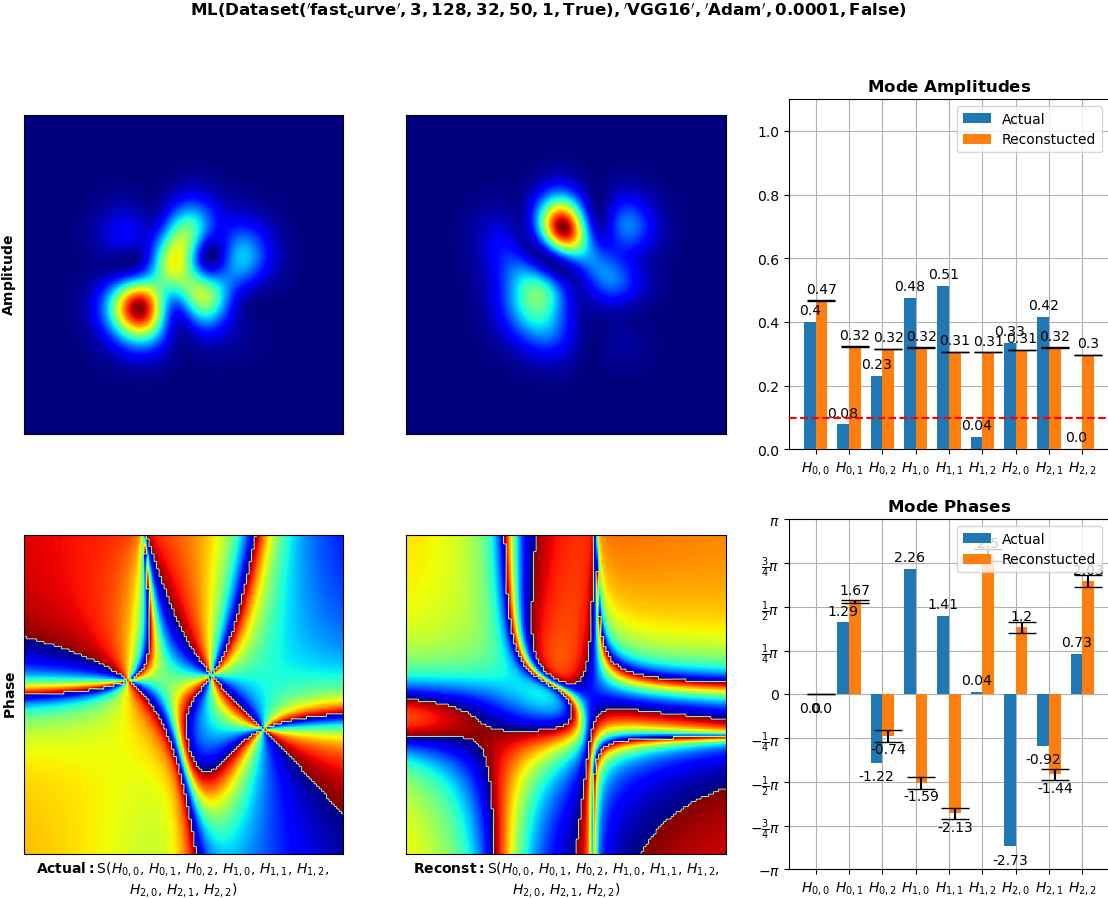 ML(Dataset('fast_curve', 3, 128, 32, 50, 1, True), 'VGG16', 'Adam', 0.0001, False)
Mode Amplitudes
Amplitude
Actual
Reconstucted
1.0
0.8
0.6
0.4
0.2
0.0
0.4 0.47
0.08 0.32
0.23 0.32
0.48 0.32
0.51 0.31
0.04 0.31
0.33 0.31
0.42 0.32
0.0 0.3
H0,0 H0,1 H0,2 H1,0 H1,1 H1,2 H2,0 H2,1 H2,2
Mode Phases
Phase
Actual
Reconstucted
π
3/4π
1/2π
1/4π
0
−1/4π
−1/2π
−3/4π
−π
0.0 0.0
1.29 1.67
-1.22 -0.74
2.26 -1.59
1.41 -2.13
0.04 2.5
-2.73 1.2
-0.92 -1.44
0.73 2.03
H0,0 H0,1 H0,2 H1,0 H1,1 H1,2 H2,0 H2,1 H2,2
Actual: S(H0,0, H0,1, H0,2, H1,0, H1,1, H1,2,
H2,0, H2,1, H2,2)
Reconst: S(H0,0, H0,1, H0,2, H1,0, H1,1, H1,2,
H2,0, H2,1, H2,2)